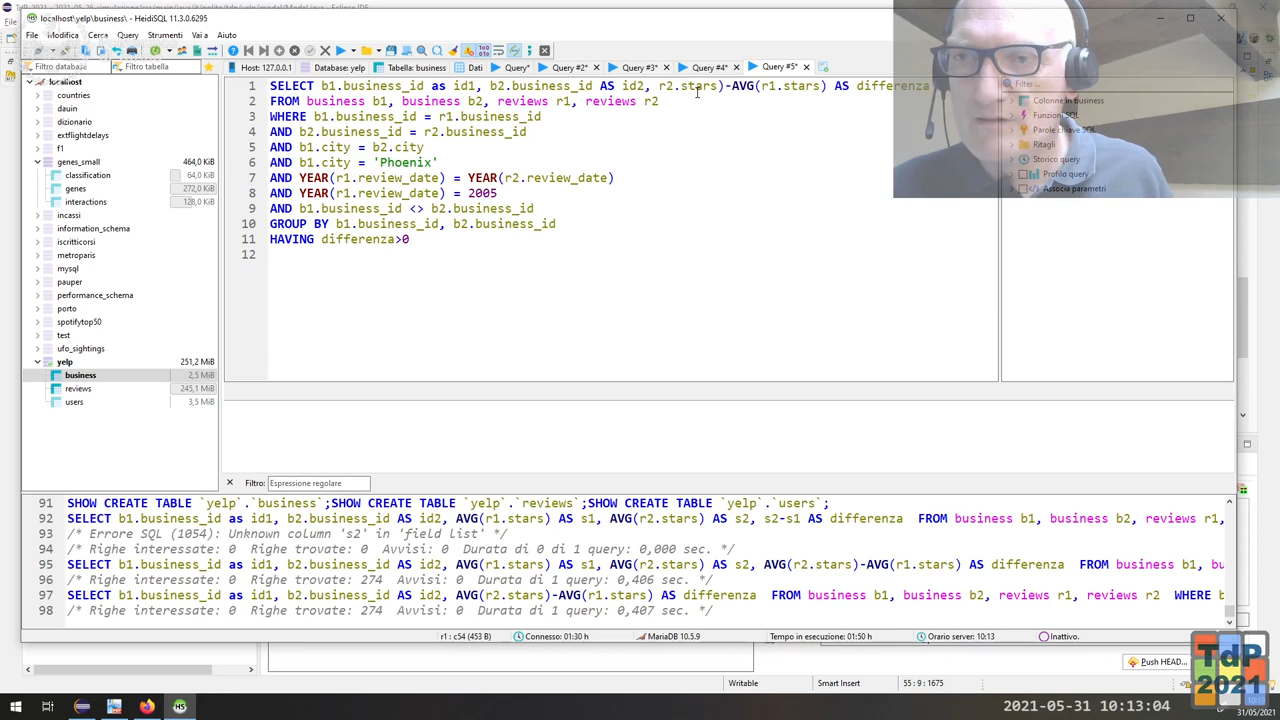 localhost\yelp\business\ - HeidiSQL 11.3.0.6295
File Modifica Cerca Query Strumenti Vai a Aiuto
Filtro database Filtro tabella
Host: 127.0.0.1 Database: yelp Tabella: business Dati Query* Query #2* Query #3* Query #4* Query #5*
localhost
countries
dauin
dizionario
extflightdelays
f1
genes_small 464,0 KiB
classification 64,0 KiB
genes 272,0 KiB
interactions 128,0 KiB
incassi
information_schema
iscritticorsi
metroparis
mysql
pauper
performance_schema
porto
spotifytop50
test
ufo_sightings
yelp 251,2 MiB
business 2,5 MiB
reviews 245,1 MiB
users 3,5 MiB
1 SELECT b1.business_id as id1, b2.business_id AS id2, r2.stars)-AVG(r1.stars) AS differenza
2 FROM business b1, business b2, reviews r1, reviews r2
3 WHERE b1.business_id = r1.business_id
4 AND b2.business_id = r2.business_id
5 AND b1.city = b2.city
6 AND b1.city = 'Phoenix'
7 AND YEAR(r1.review_date) = YEAR(r2.review_date)
8 AND YEAR(r1.review_date) = 2005
9 AND b1.business_id <> b2.business_id
10 GROUP BY b1.business_id, b2.business_id
11 HAVING differenza>0
12
Filter...
Colonne in business
Funzioni SQL
Parole chiave SQL
Ritagli
Storico query
Profilo query
Associa parametri
Filtro: Espressione regolare
91 SHOW CREATE TABLE `yelp`.`business`;SHOW CREATE TABLE `yelp`.`reviews`;SHOW CREATE TABLE `yelp`.`users`;
92 SELECT b1.business_id as id1, b2.business_id AS id2, AVG(r1.stars) AS s1, AVG(r2.stars) AS s2, s2-s1 AS differenza FROM business b1, business b2, reviews r1,
93 /* Errore SQL (1054): Unknown column 's2' in 'field list' */
94 /* Righe interessate: 0 Righe trovate: 0 Avvisi: 0 Durata di 0 di 1 query: 0,000 sec. */
95 SELECT b1.business_id as id1, b2.business_id AS id2, AVG(r1.stars) AS s1, AVG(r2.stars) AS s2, AVG(r2.stars)-AVG(r1.stars) AS differenza FROM business b1, bu
96 /* Righe interessate: 0 Righe trovate: 274 Avvisi: 0 Durata di 1 query: 0,406 sec. */
97 SELECT b1.business_id as id1, b2.business_id AS id2, AVG(r2.stars)-AVG(r1.stars) AS differenza FROM business b1, business b2, reviews r1, reviews r2 WHERE b
98 /* Righe interessate: 0 Righe trovate: 274 Avvisi: 0 Durata di 1 query: 0,407 sec. */
r1 : c54 (453 B) Connesso: 01:30 h MariaDB 10.5.9 Tempo in esecuzione: 01:50 h Orario server: 10:13 Inattivo.
Push HEAD...
Writable Smart Insert 55 : 9 : 1675
TdP
2021
2021-05-31 10:13:04
31/05/2021